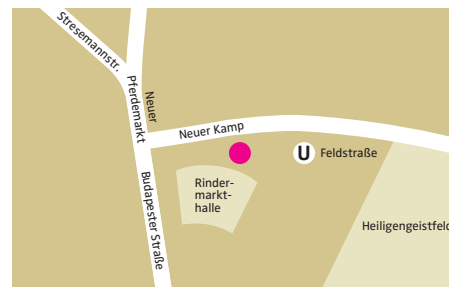 Stresemannstr.
Neuer
Pferdemarkt
Neuer Kamp
U Feldstraße
Rinder-
markt-
halle
Budapester Straße
Heiligengeistfeld